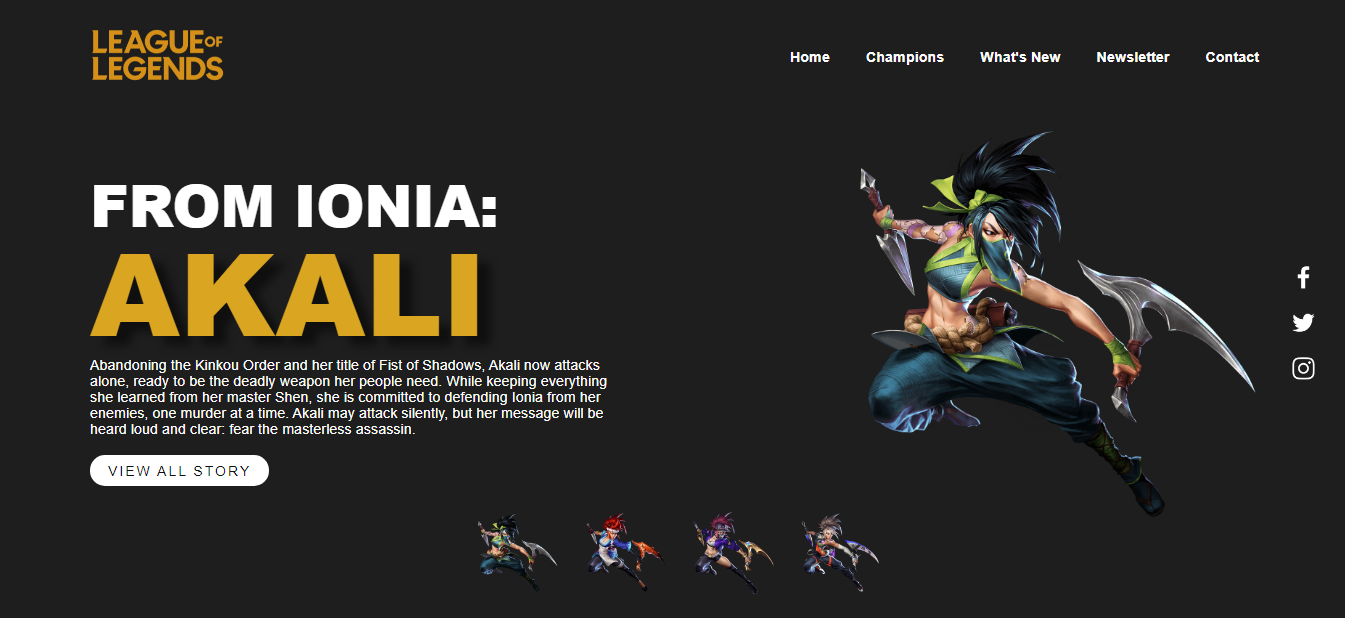 LEAGUE OF
LEGENDS
Home Champions What's New Newsletter Contact
FROM IONIA:
AKALI
Abandoning the Kinkou Order and her title of Fist of Shadows, Akali now attacks
alone, ready to be the deadly weapon her people need. While keeping everything
she learned from her master Shen, she is committed to defending Ionia from her
enemies, one murder at a time. Akali may attack silently, but her message will be
heard loud and clear: fear the masterless assassin.
VIEW ALL STORY